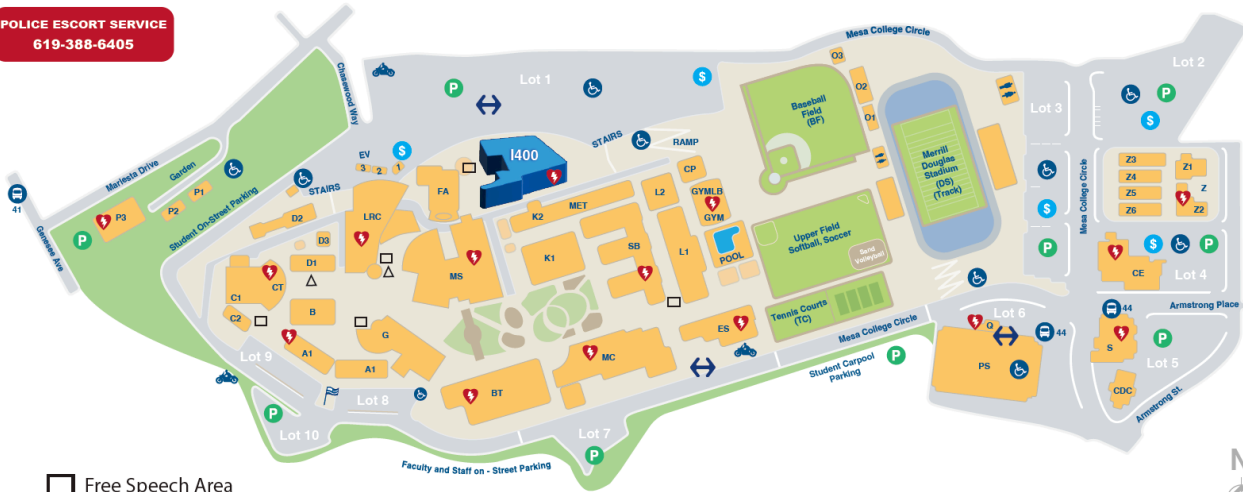 POLICE ESCORT SERVICE
619-388-6405
Mesa College Circle
Lot 1
Lot 2
Chasewood Way
O3
O2
O1
Baseball
Field
(BF)
Lot 3
P
$
Marlesta Drive
Garden
Student On-Street Parking
STAIRS
RAMP
EV
3
2
1
$
I400
FA
CP
GYMLB
GYM
POOL
Merrill
Douglas
Stadium
(DS)
(Track)
Mesa College Circle
Z3
Z4
Z5
Z6
Z1
Z
Z2
41
Genesee Ave
P1
P2
P3
P
STAIRS
D2
D3
D1
LRC
MS
K2
MET
K1
L2
L1
SB
Upper Field
Softball, Soccer
Sand
Volleyball
$
P
CE
$
P
Lot 4
CT
C1
C2
B
G
A1
A1
Tennis Courts
(TC)
ES
MC
BT
Mesa College Circle
Student Carpool
Parking
P
Lot 6
Q
44
PS
44
Armstrong Place
S
P
Lot 5
CDC
Armstrong St.
Lot 9
Lot 8
P
Lot 10
Lot 7
P
Faculty and Staff on - Street Parking
Free Speech Area
N